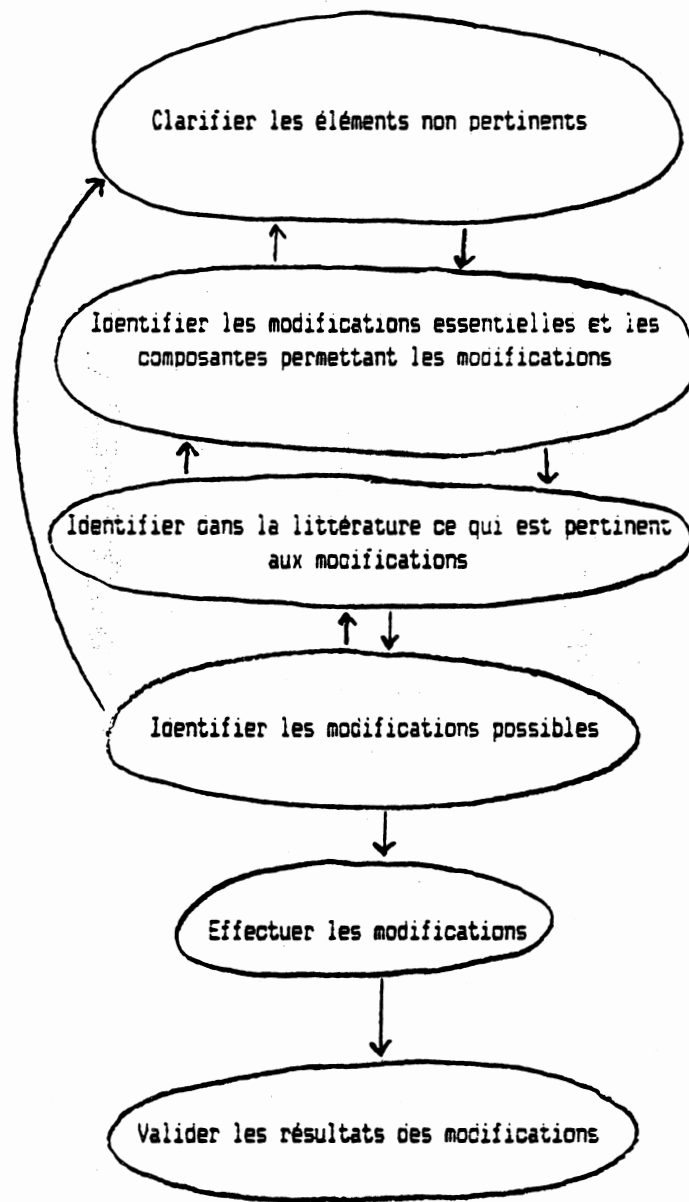 Clarifier les éléments non pertinents
Identifier les modifications essentielles et les
composantes permettant les modifications
Identifier dans la littérature ce qui est pertinent
aux modifications
Identifier les modifications possibles
Effectuer les modifications
Valider les résultats des modifications